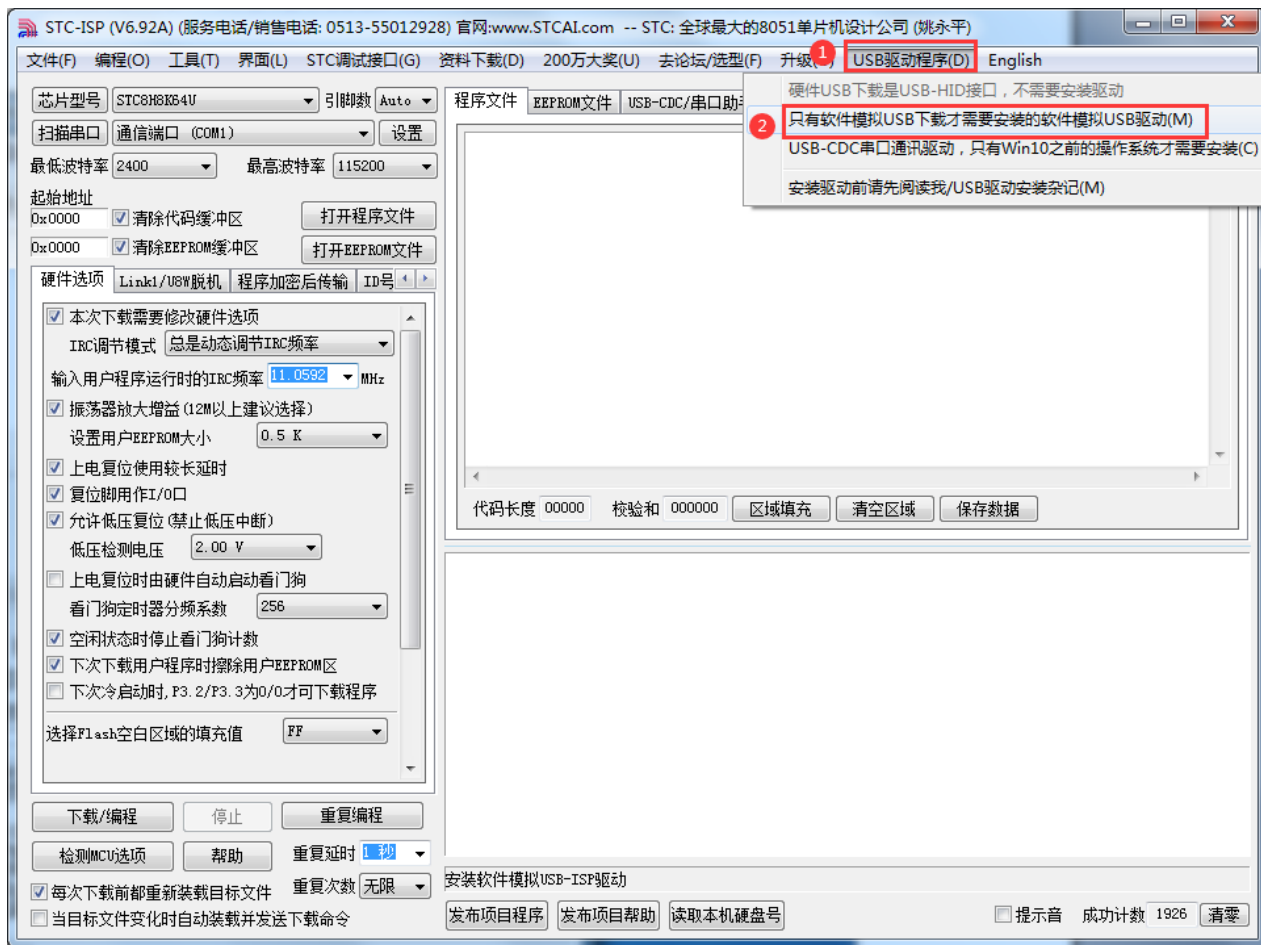 STC-ISP (V6.92A) (服务电话/销售电话: 0513-55012928) 官网:www.STCAI.com -- STC: 全球最大的8051单片机设计公司 (姚永平)
文件(F) 编程(O) 工具(T) 界面(L) STC调试接口(G) 资料下载(D) 200万大奖(U) 去论坛/选型(F) 升级 1 USB驱动程序(D) English
硬件USB下载是USB-HID接口，不需要安装驱动
2 只有软件模拟USB下载才需要安装的软件模拟USB驱动(M)
USB-CDC串口通讯驱动，只有Win10之前的操作系统才需要安装(C)
安装驱动前请先阅读我/USB驱动安装杂记(M)
芯片型号 STC8H8K64U 引脚数 Auto
扫描串口 通信端口 (COM1) 设置
最低波特率 2400 最高波特率 115200
起始地址
0x0000 清除代码缓冲区 打开程序文件
0x0000 清除EEPROM缓冲区 打开EEPROM文件
硬件选项 Link1/U8W脱机 程序加密后传输 ID号
本次下载需要修改硬件选项
IRC调节模式 总是动态调节IRC频率
输入用户程序运行时的IRC频率 11.0592 MHz
振荡器放大增益(12M以上建议选择)
设置用户EEPROM大小 0.5 K
上电复位使用较长延时
复位脚用作I/O口
允许低压复位(禁止低压中断)
低压检测电压 2.00 V
上电复位时由硬件自动启动看门狗
看门狗定时器分频系数 256
空闲状态时停止看门狗计数
下次下载用户程序时擦除用户EEPROM区
下次冷启动时,P3.2/P3.3为0/0才可下载程序
选择Flash空白区域的填充值 FF
下载/编程 停止 重复编程
检测MCU选项 帮助 重复延时 1 秒
每次下载前都重新装载目标文件 重复次数 无限
当目标文件变化时自动装载并发送下载命令
程序文件 EEPROM文件 USB-CDC/串口助
代码长度 00000 校验和 000000 区域填充 清空区域 保存数据
安装软件模拟USB-ISP驱动
发布项目程序 发布项目帮助 读取本机硬盘号 提示音 成功计数 1926 清零